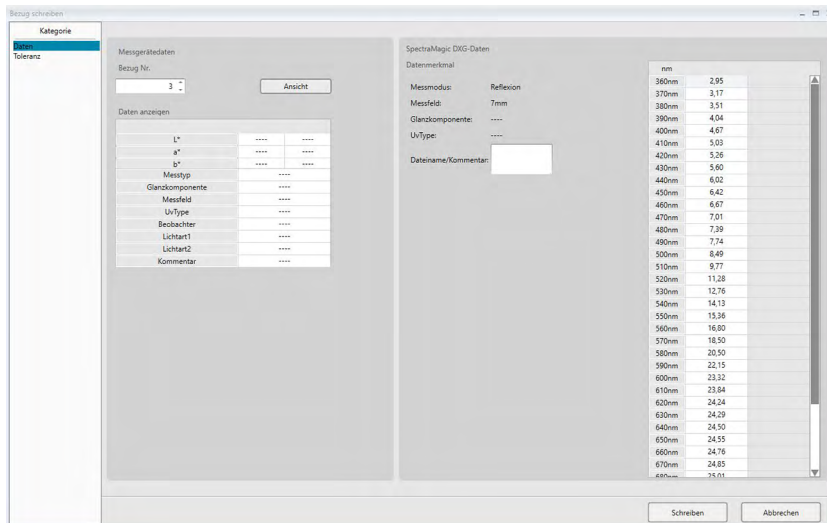 Bezug schreiben
Kategorie
Daten
Toleranz
Messgerätedaten
Bezug Nr.
3
Ansicht
Daten anzeigen
L* ---- ----
a* ---- ----
b* ---- ----
Messtyp ----
Glanzkomponente ----
Messfeld ----
UvType ----
Beobachter ----
Lichtart1 ----
Lichtart2 ----
Kommentar ----
SpectraMagic DXG-Daten
Datenmerkmal
Messmodus: Reflexion
Messfeld: 7mm
Glanzkomponente: ----
UvType: ----
Dateiname/Kommentar:
nm
360nm 2,95
370nm 3,17
380nm 3,51
390nm 4,04
400nm 4,67
410nm 5,03
420nm 5,26
430nm 5,60
440nm 6,02
450nm 6,42
460nm 6,67
470nm 7,01
480nm 7,39
490nm 7,74
500nm 8,49
510nm 9,77
520nm 11,28
530nm 12,76
540nm 14,13
550nm 15,36
560nm 16,80
570nm 18,50
580nm 20,50
590nm 22,15
600nm 23,32
610nm 23,84
620nm 24,24
630nm 24,29
640nm 24,50
650nm 24,55
660nm 24,76
670nm 24,85
680nm 25,01
Schreiben
Abbrechen